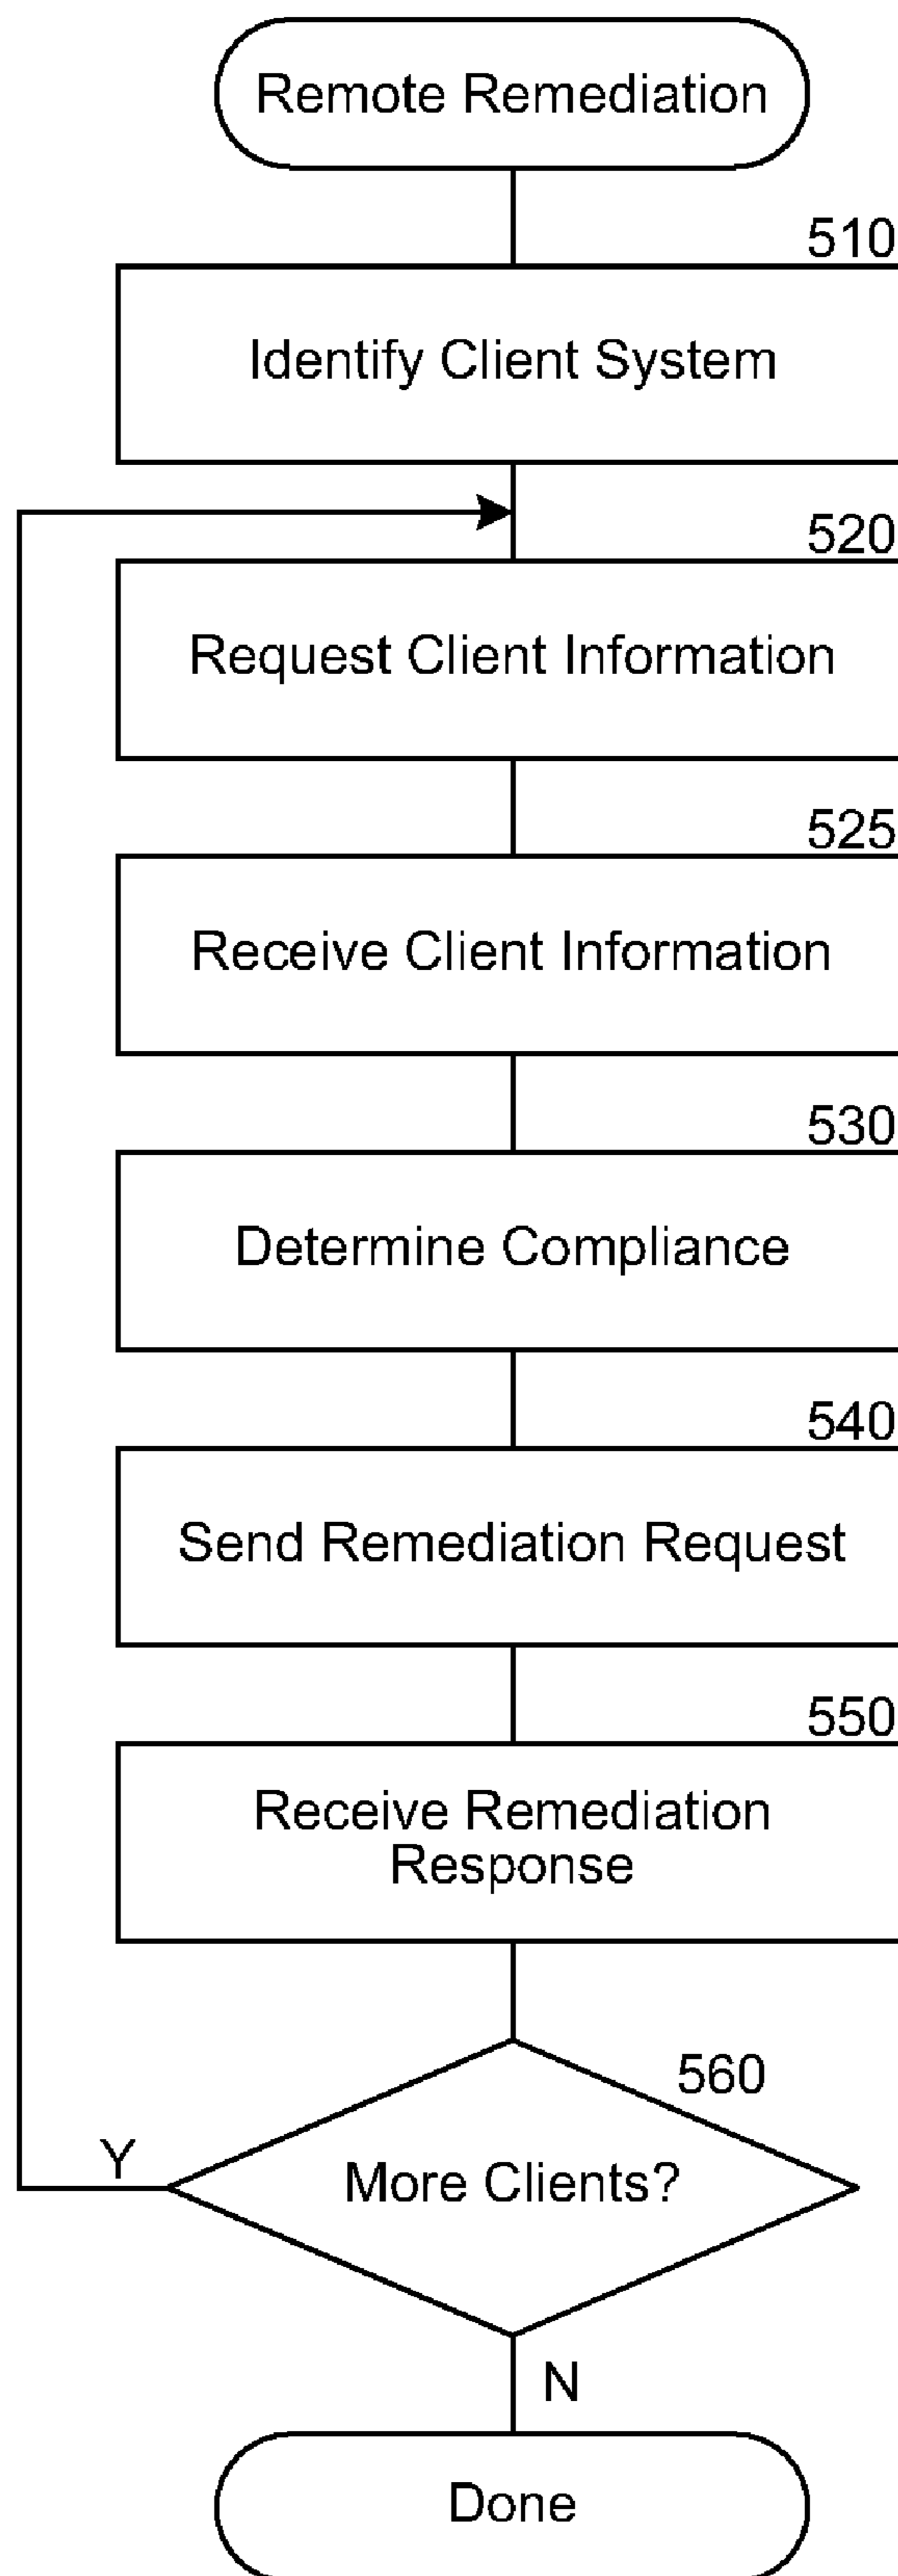 Remote Remediation
510
Identify Client System
520
Request Client Information
525
Receive Client Information
530
Determine Compliance
540
Send Remediation Request
550
Receive Remediation
Response
560
Y
More Clients?
N
Done